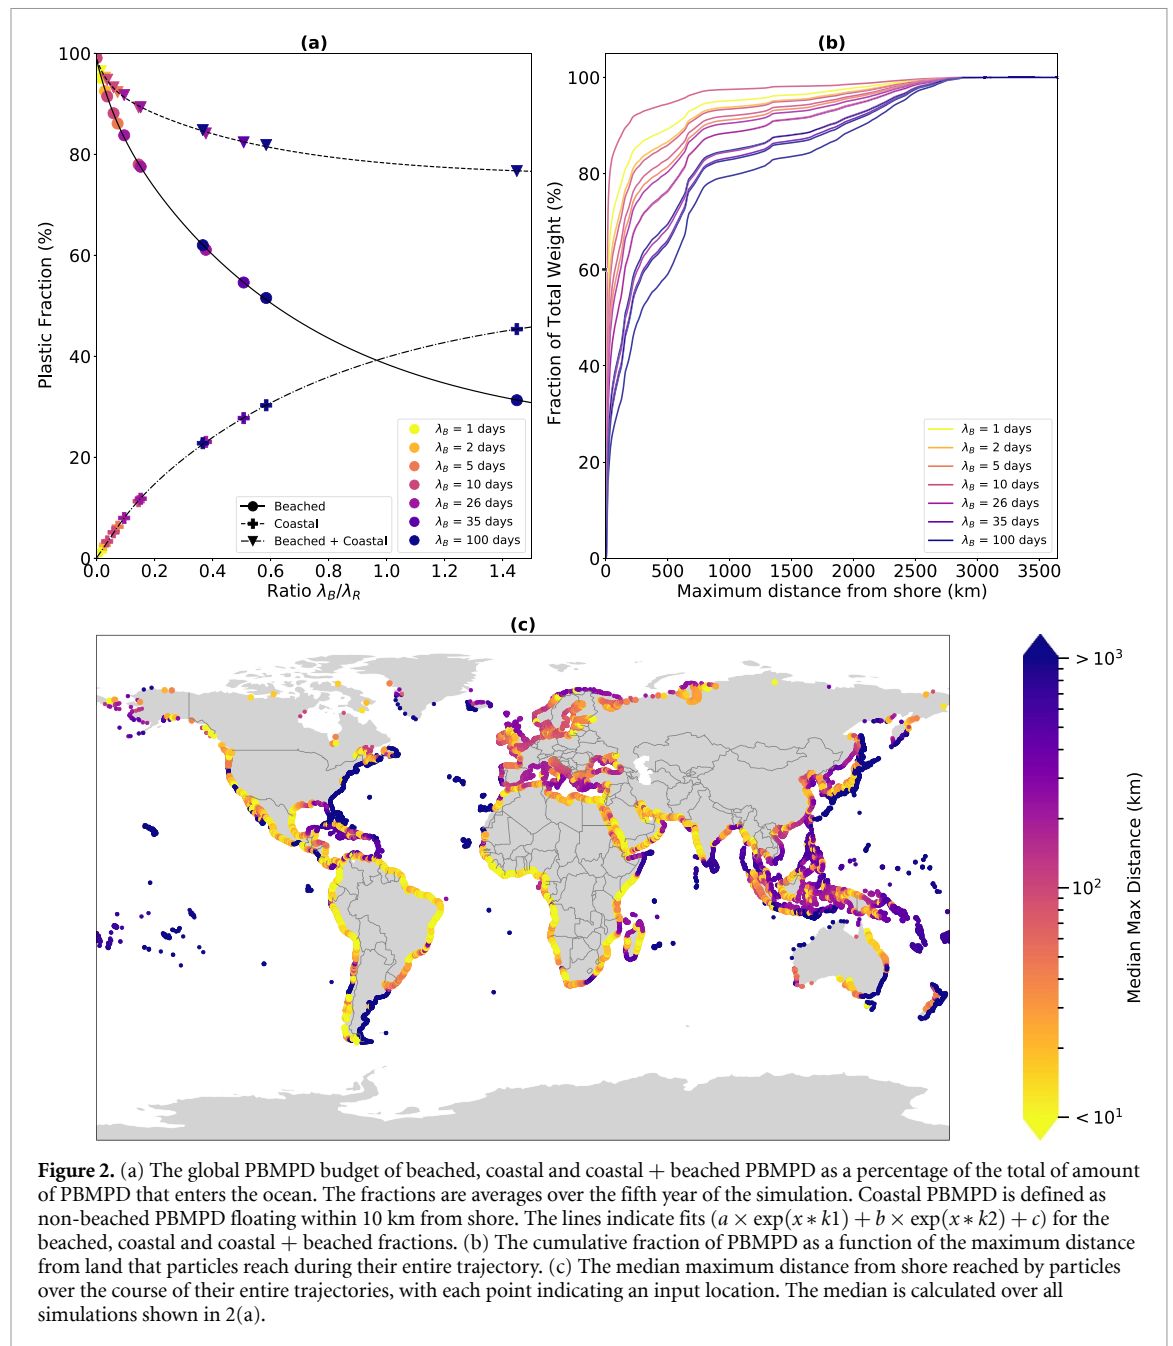 (a)
100
80
60
40
20
0
Plastic Fraction (%)
0.0 0.2 0.4 0.6 0.8 1.0 1.2 1.4
Ratio λB/λR
Beached
Coastal
Beached + Coastal
λB = 1 days
λB = 2 days
λB = 5 days
λB = 10 days
λB = 26 days
λB = 35 days
λB = 100 days
(b)
100
80
60
40
20
0
Fraction of Total Weight (%)
0 500 1000 1500 2000 2500 3000 3500
Maximum distance from shore (km)
λB = 1 days
λB = 2 days
λB = 5 days
λB = 10 days
λB = 26 days
λB = 35 days
λB = 100 days
(c)
> 10³
10²
< 10¹
Median Max Distance (km)
Figure 2. (a) The global PBMPD budget of beached, coastal and coastal + beached PBMPD as a percentage of the total of amount
of PBMPD that enters the ocean. The fractions are averages over the fifth year of the simulation. Coastal PBMPD is defined as
non-beached PBMPD floating within 10 km from shore. The lines indicate fits (a × exp(x ∗ k1) + b × exp(x ∗ k2) + c) for the
beached, coastal and coastal + beached fractions. (b) The cumulative fraction of PBMPD as a function of the maximum distance
from land that particles reach during their entire trajectory. (c) The median maximum distance from shore reached by particles
over the course of their entire trajectories, with each point indicating an input location. The median is calculated over all
simulations shown in 2(a).